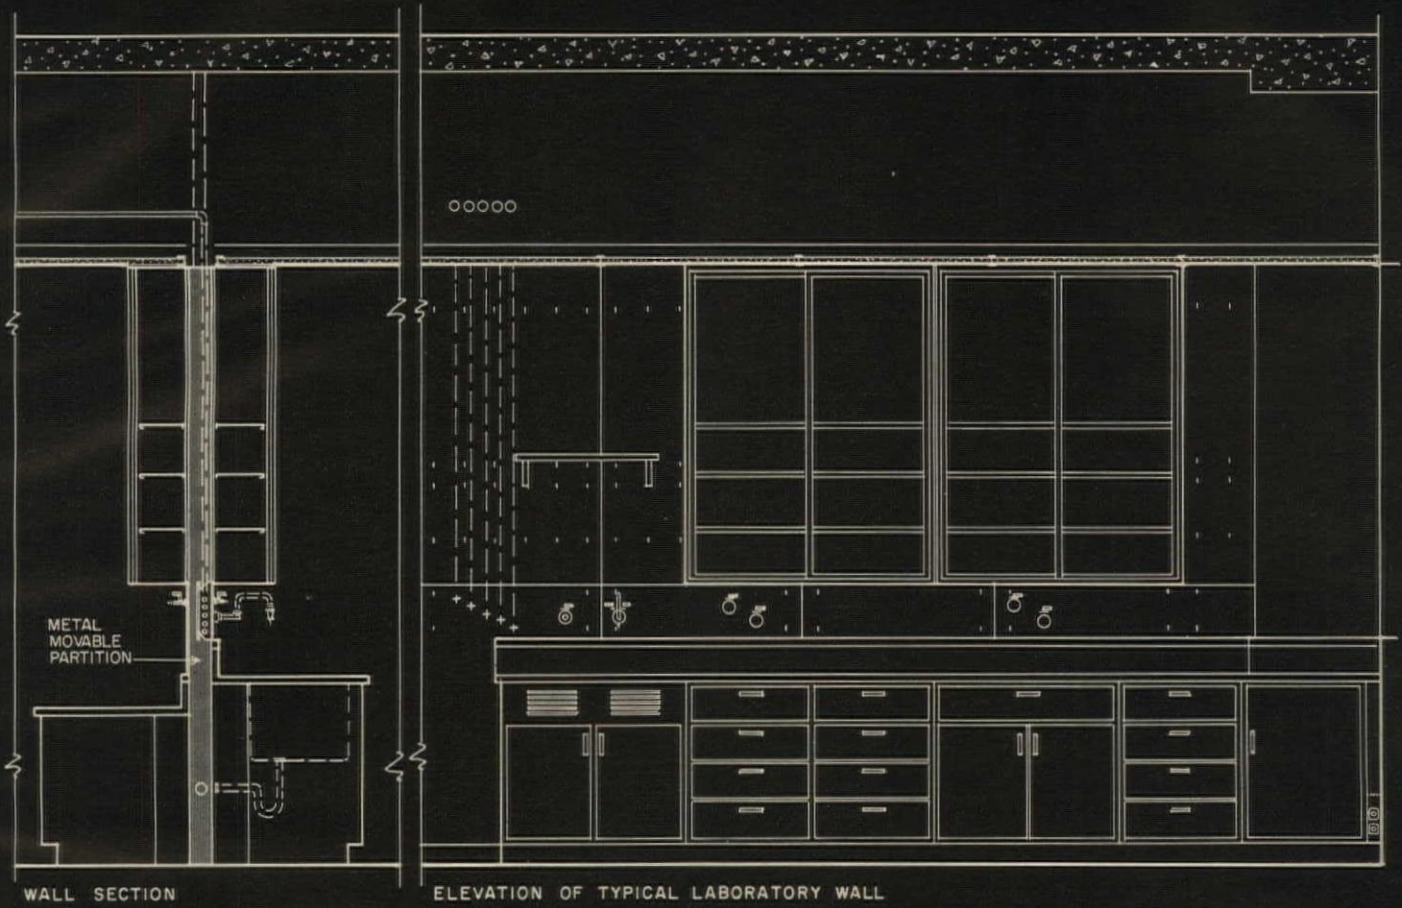 METAL
MOVABLE
PARTITION
WALL SECTION
ELEVATION OF TYPICAL LABORATORY WALL